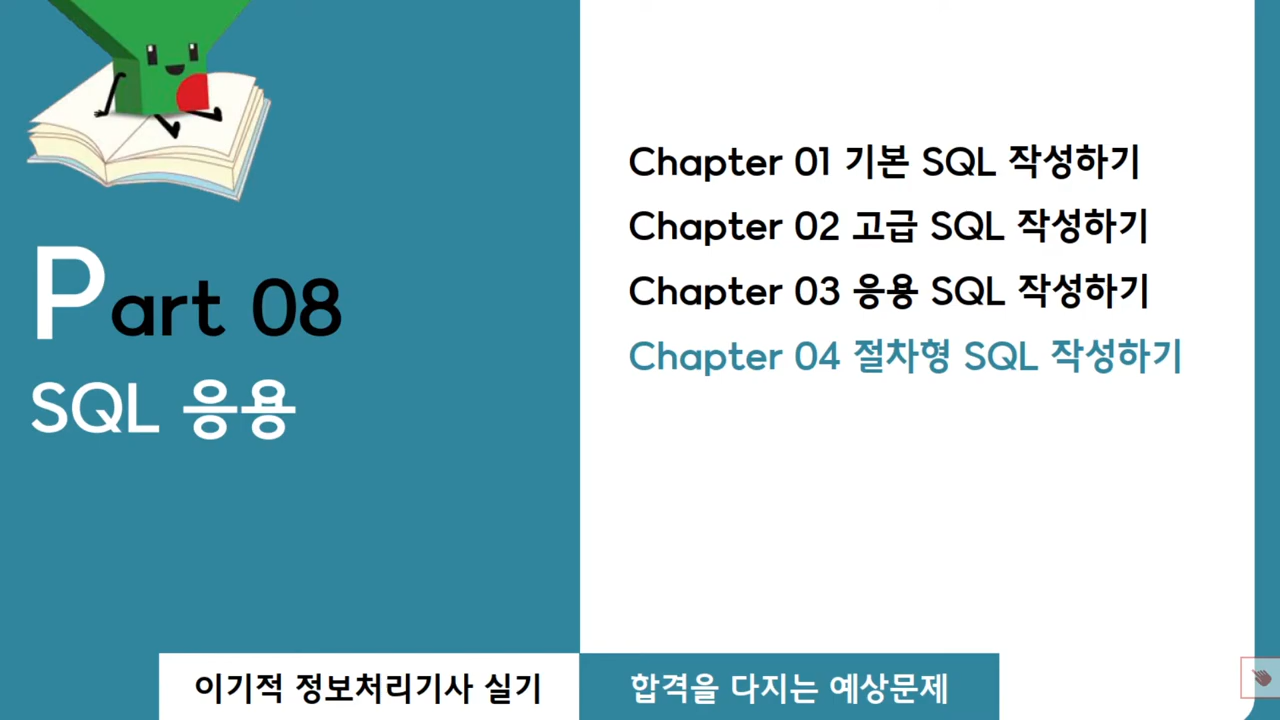 Part 08
SQL 응용
Chapter 01 기본 SQL 작성하기
Chapter 02 고급 SQL 작성하기
Chapter 03 응용 SQL 작성하기
Chapter 04 절차형 SQL 작성하기
이기적 정보처리기사 실기
합격을 다지는 예상문제